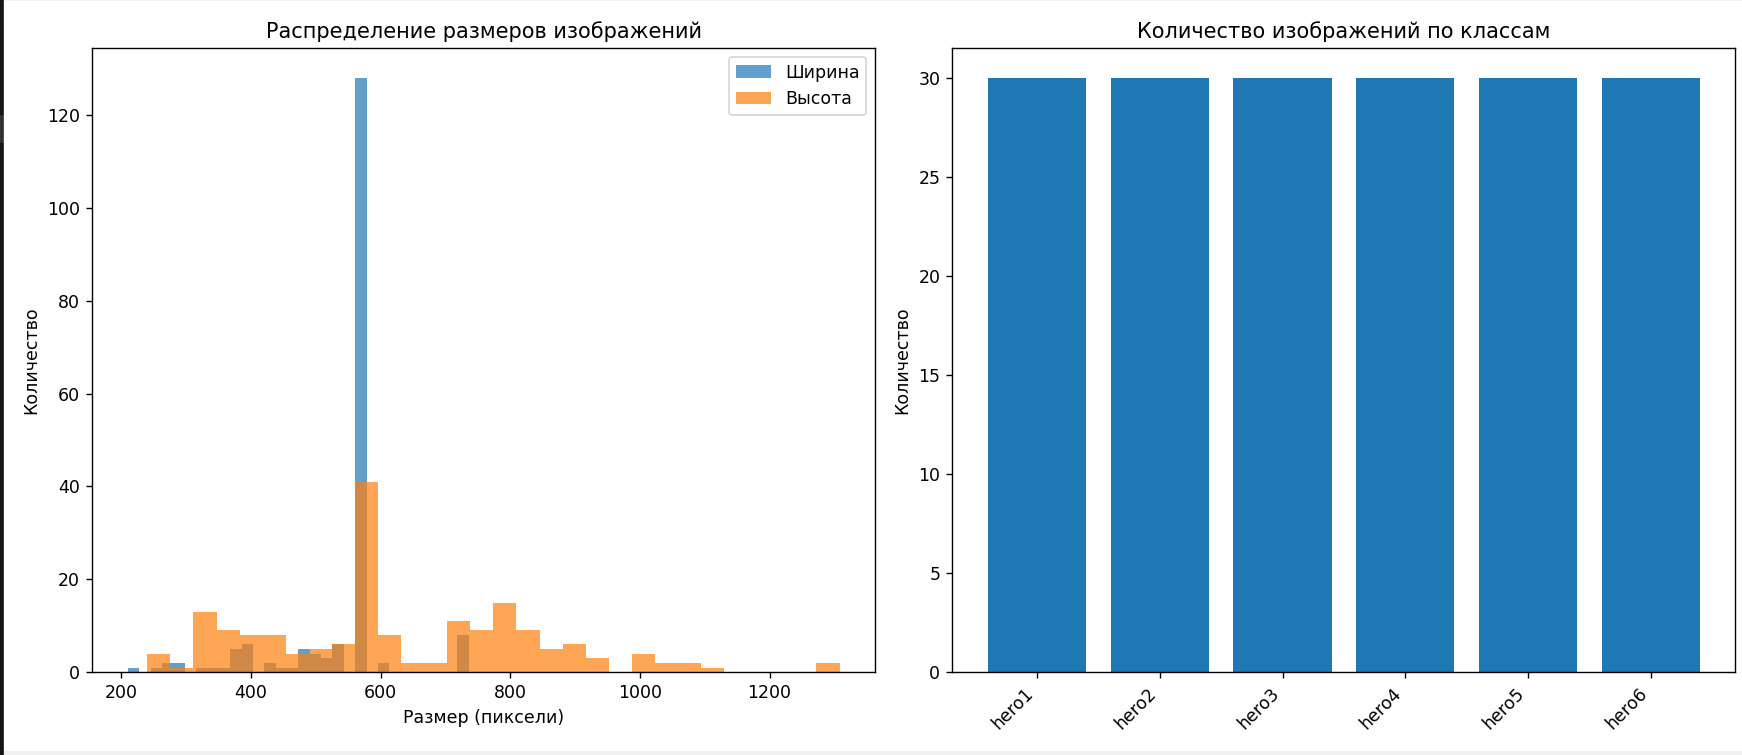 Распределение размеров изображений
Ширина
Высота
120
100
80
60
40
20
0
Количество
200 400 600 800 1000 1200
Размер (пиксели)
Количество изображений по классам
30
25
20
15
10
5
0
Количество
hero1 hero2 hero3 hero4 hero5 hero6